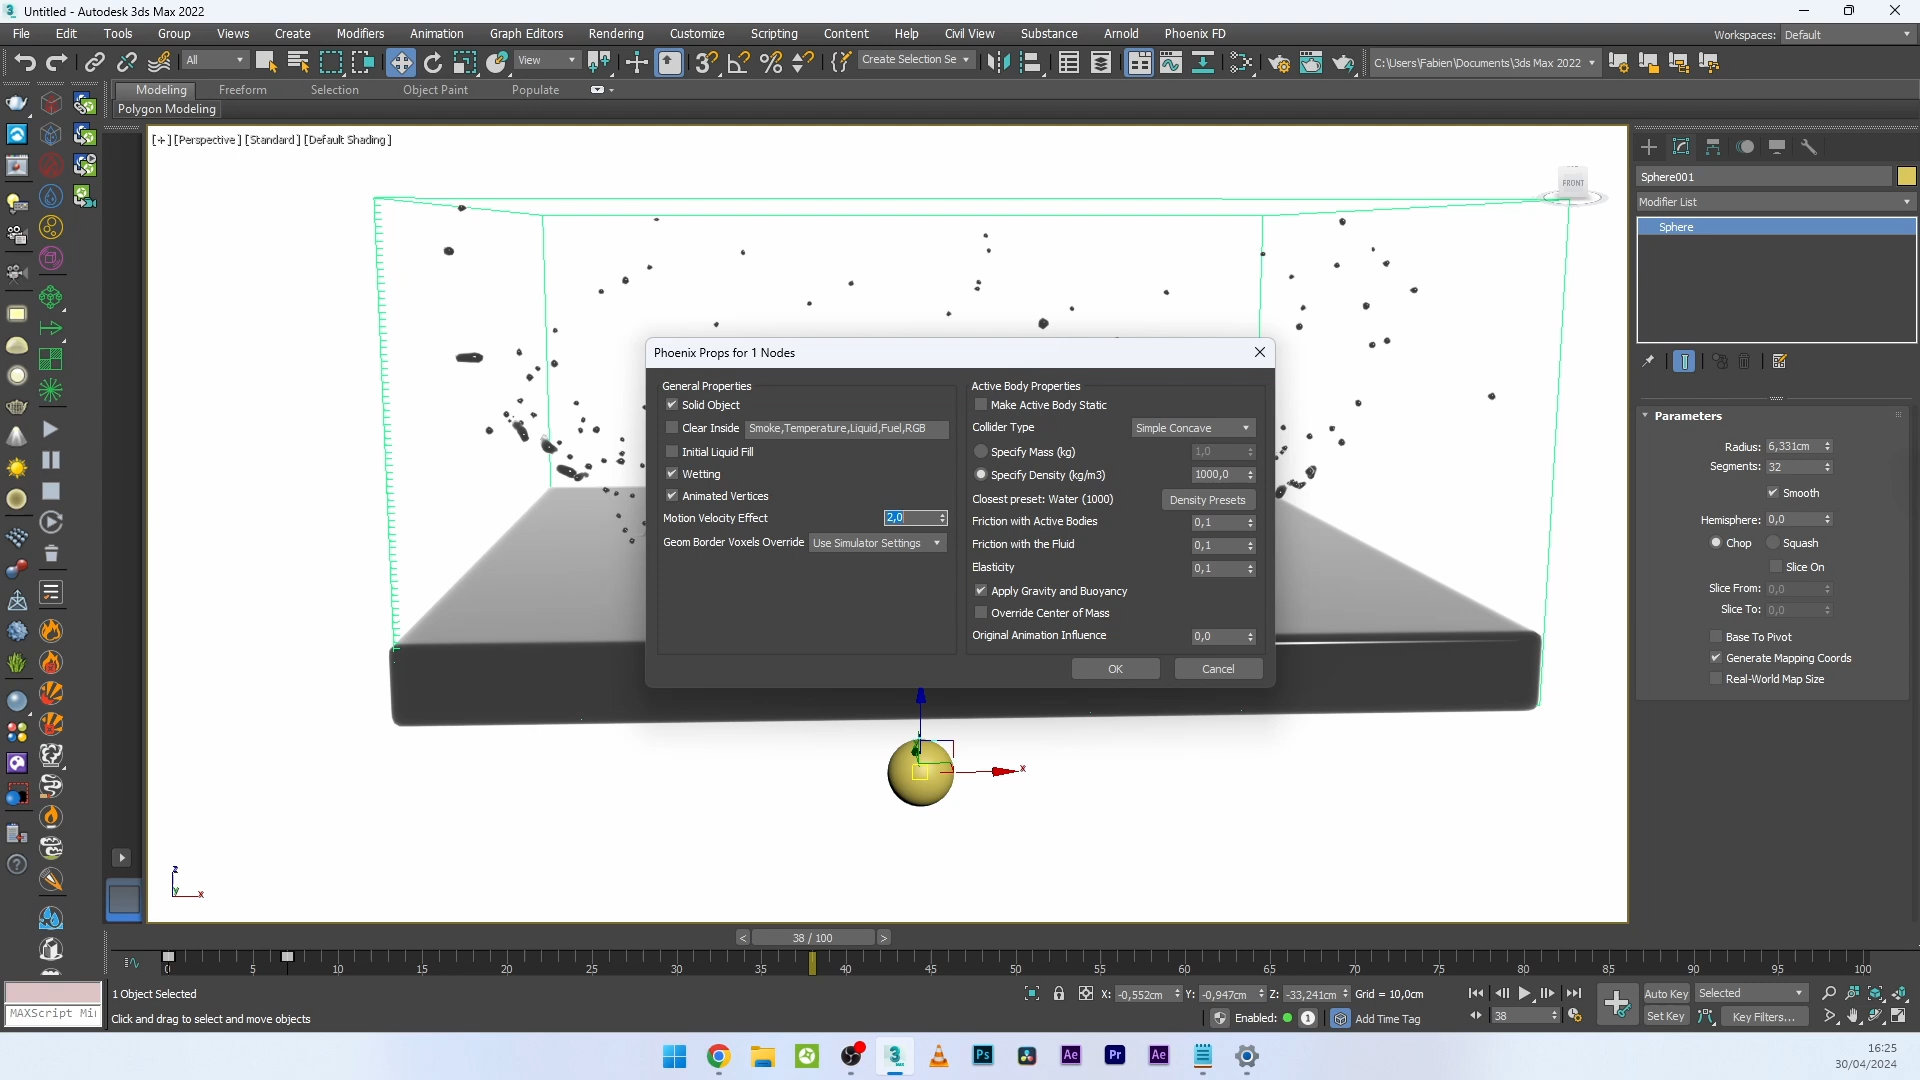 Untitled - Autodesk 3ds Max 2022
File Edit Tools Group Views Create Modifiers Animation Graph Editors Rendering Customize Scripting Content Help Civil View Substance Arnold Phoenix FD
Workspaces: Default
All View Create Selection Se C:\Users\Fabien\Documents\3ds Max 2022
Modeling Freeform Selection Object Paint Populate
Polygon Modeling
[+] [Perspective] [Standard] [Default Shading]
FRONT
Sphere001
Modifier List
Sphere
Phoenix Props for 1 Nodes
General Properties
Solid Object
Clear Inside Smoke,Temperature,Liquid,Fuel,RGB
Initial Liquid Fill
Wetting
Animated Vertices
Motion Velocity Effect 2,0
Geom Border Voxels Override Use Simulator Settings
Active Body Properties
Make Active Body Static
Collider Type Simple Concave
Specify Mass (kg) 1,0
Specify Density (kg/m3) 1000,0
Closest preset: Water (1000) Density Presets
Friction with Active Bodies 0,1
Friction with the Fluid 0,1
Elasticity 0,1
Apply Gravity and Buoyancy
Override Center of Mass
Original Animation Influence 0,0
OK Cancel
Parameters
Radius: 6,331cm
Segments: 32
Smooth
Hemisphere: 0,0
Chop Squash
Slice On
Slice From: 0,0
Slice To: 0,0
Base To Pivot
Generate Mapping Coords
Real-World Map Size
x
z
y x
< 38 / 100 >
0 5 10 15 20 25 30 35 40 45 50 55 60 65 70 75 80 85 90 95 100
1 Object Selected
X: -0,552cm Y: -0,947cm Z: -33,241cm Grid = 10,0cm
Auto Key Selected
MAXScript Mi
Click and drag to select and move objects
Enabled: 1 Add Time Tag
38
Set Key Key Filters...
3 MAX Ps Ae Pr Ae
16:25
30/04/2024